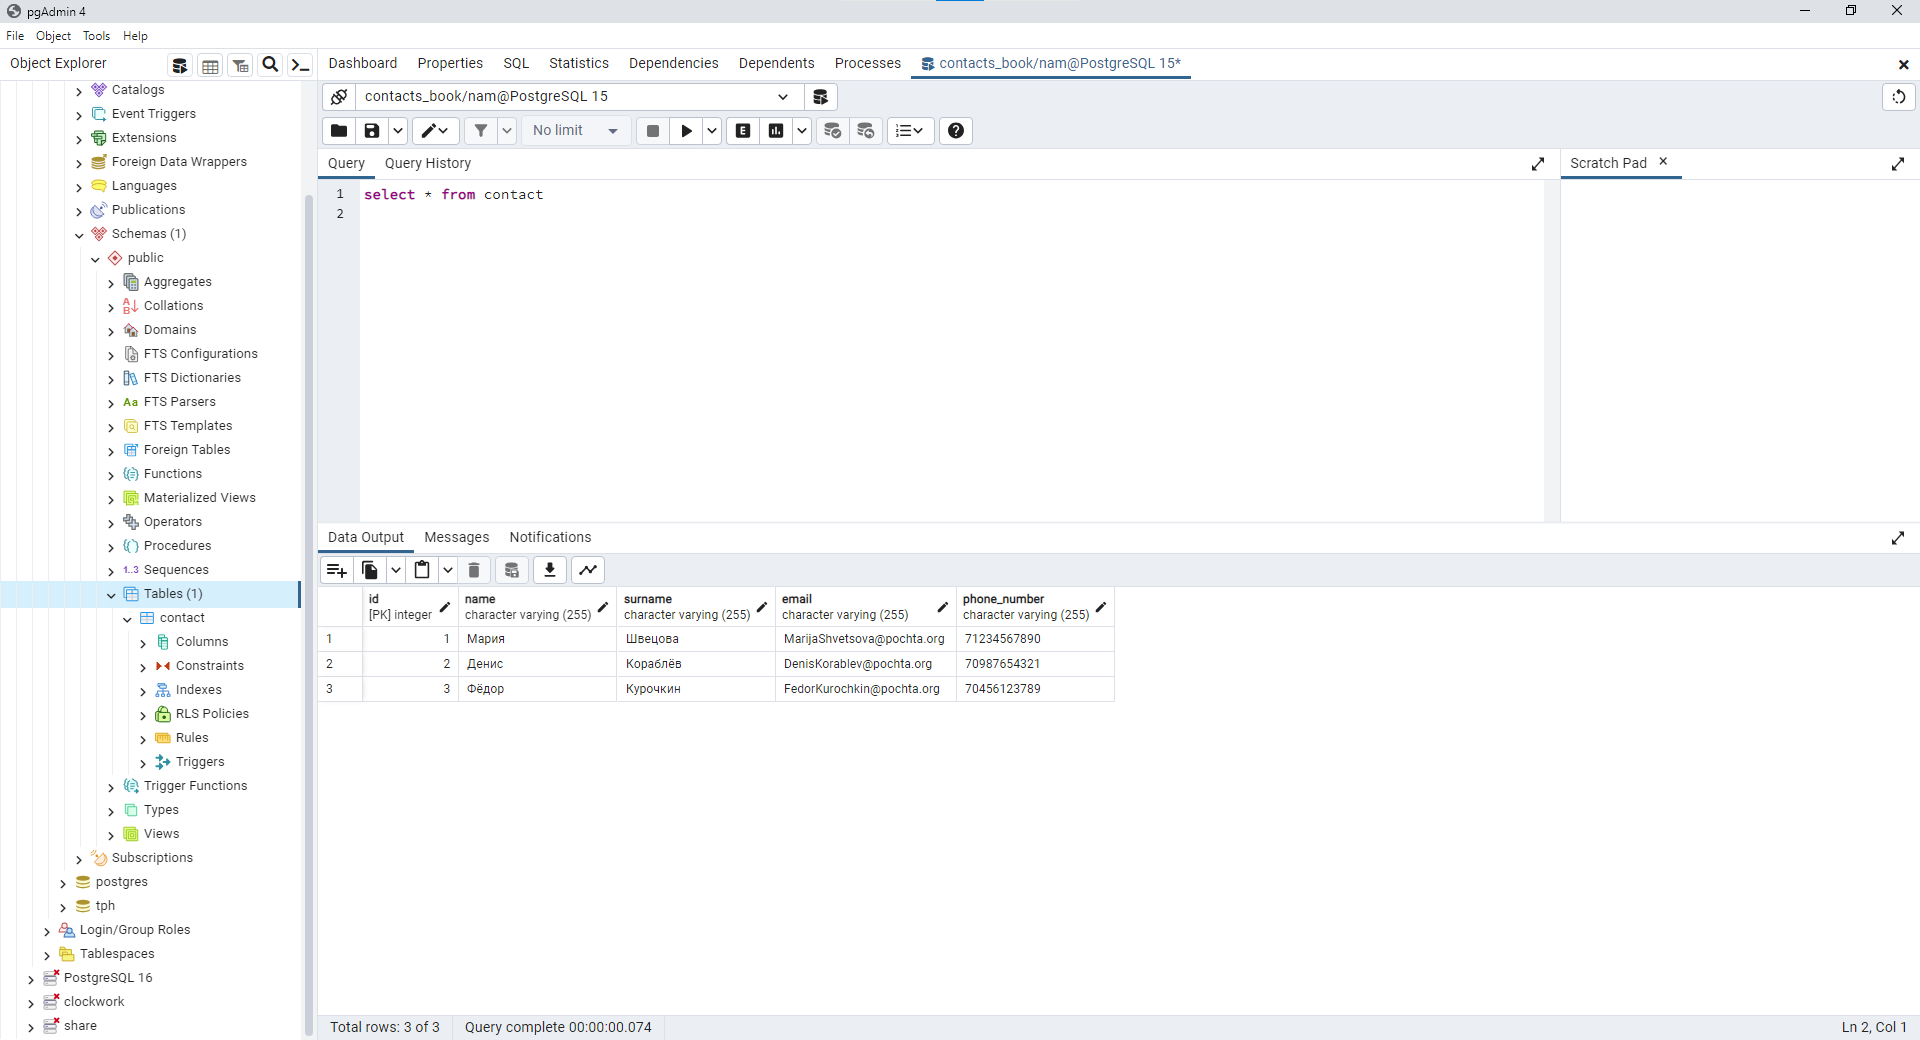 pgAdmin 4
File Object Tools Help
Object Explorer
Dashboard Properties SQL Statistics Dependencies Dependents Processes contacts_book/nam@PostgreSQL 15*
Catalogs
Event Triggers
Extensions
Foreign Data Wrappers
Languages
Publications
Schemas (1)
public
Aggregates
Collations
Domains
FTS Configurations
FTS Dictionaries
Aa FTS Parsers
FTS Templates
Foreign Tables
Functions
Materialized Views
Operators
Procedures
1..3 Sequences
Tables (1)
contact
Columns
Constraints
Indexes
RLS Policies
Rules
Triggers
Trigger Functions
Types
Views
Subscriptions
postgres
tph
Login/Group Roles
Tablespaces
PostgreSQL 16
clockwork
share
contacts_book/nam@PostgreSQL 15
No limit E
Query Query History
Scratch Pad
1 select * from contact
2
Data Output Messages Notifications
id name surname email phone_number
[PK] integer character varying (255) character varying (255) character varying (255) character varying (255)
1 1 Мария Швецова MarijaShvetsova@pochta.org 71234567890
2 2 Денис Кораблёв DenisKorablev@pochta.org 70987654321
3 3 Фёдор Курочкин FedorKurochkin@pochta.org 70456123789
Total rows: 3 of 3 Query complete 00:00:00.074 Ln 2, Col 1